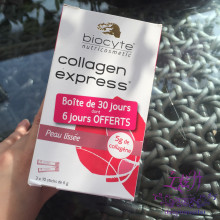 biocyte®
nutricosmetic
collagen
express®
Boîte de 30 jours
dont
6 jours OFFERTS
Peau lissée
5g de
collagène